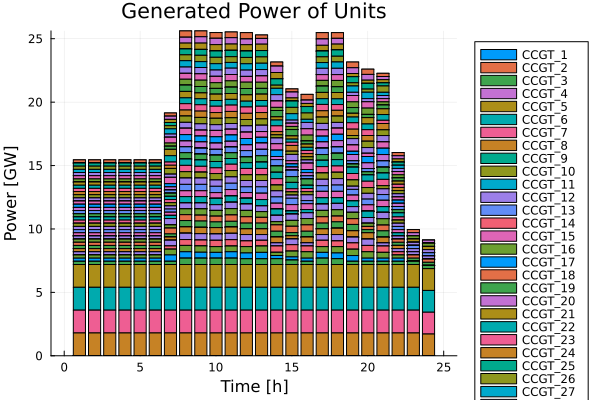 Generated Power of Units
Power [GW]
25
20
15
10
5
0
0
5
10
15
20
25
Time [h]
CCGT_1
CCGT_2
CCGT_3
CCGT_4
CCGT_5
CCGT_6
CCGT_7
CCGT_8
CCGT_9
CCGT_10
CCGT_11
CCGT_12
CCGT_13
CCGT_14
CCGT_15
CCGT_16
CCGT_17
CCGT_18
CCGT_19
CCGT_20
CCGT_21
CCGT_22
CCGT_23
CCGT_24
CCGT_25
CCGT_26
CCGT_27